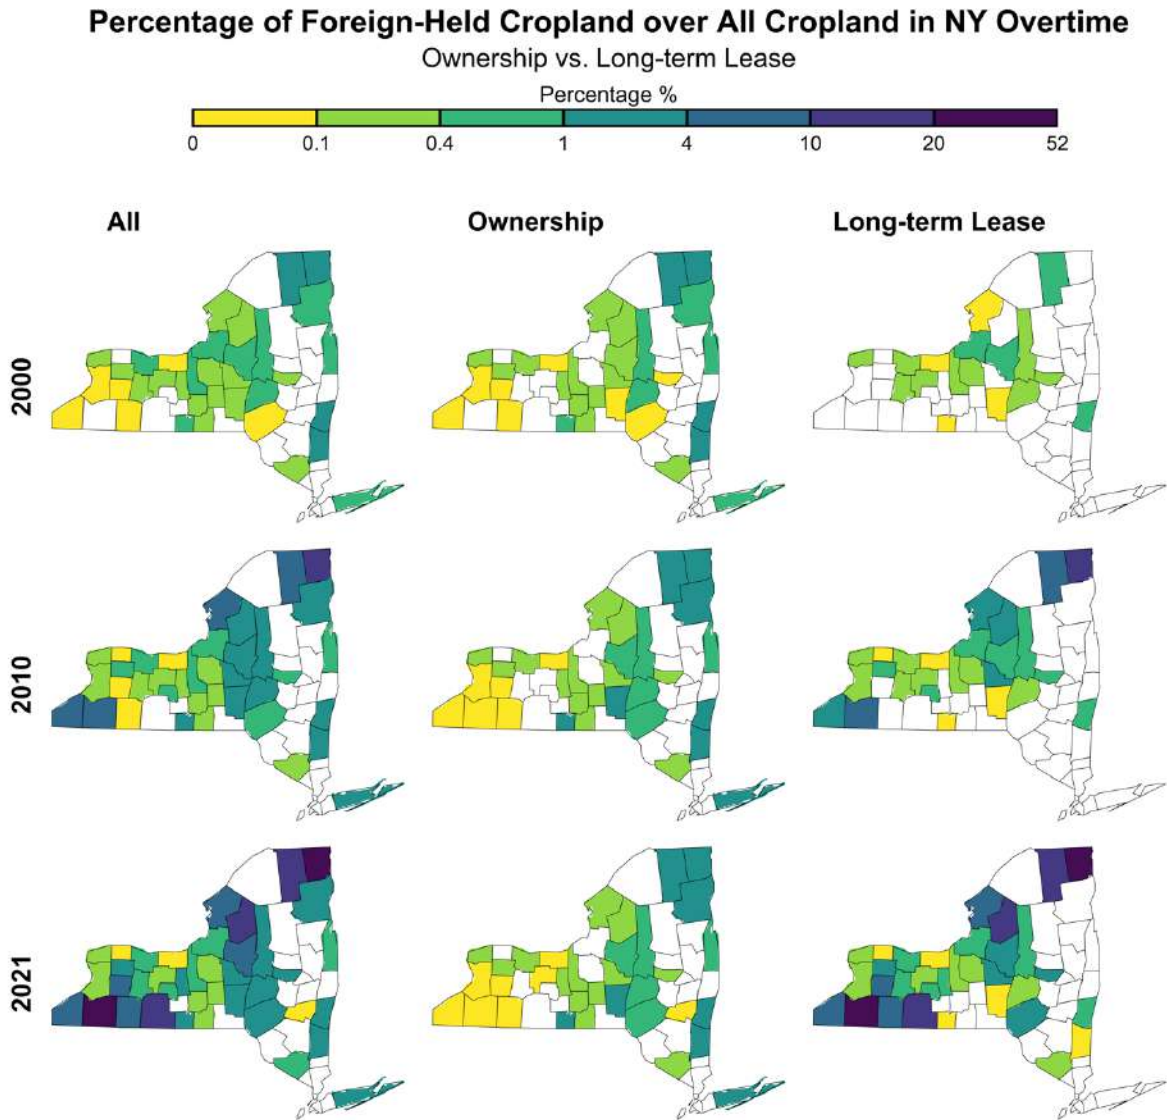 Percentage of Foreign-Held Cropland over All Cropland in NY Overtime
Ownership vs. Long-term Lease
Percentage %
0 0.1 0.4 1 4 10 20 52
All Ownership Long-term Lease
2000
2010
2021